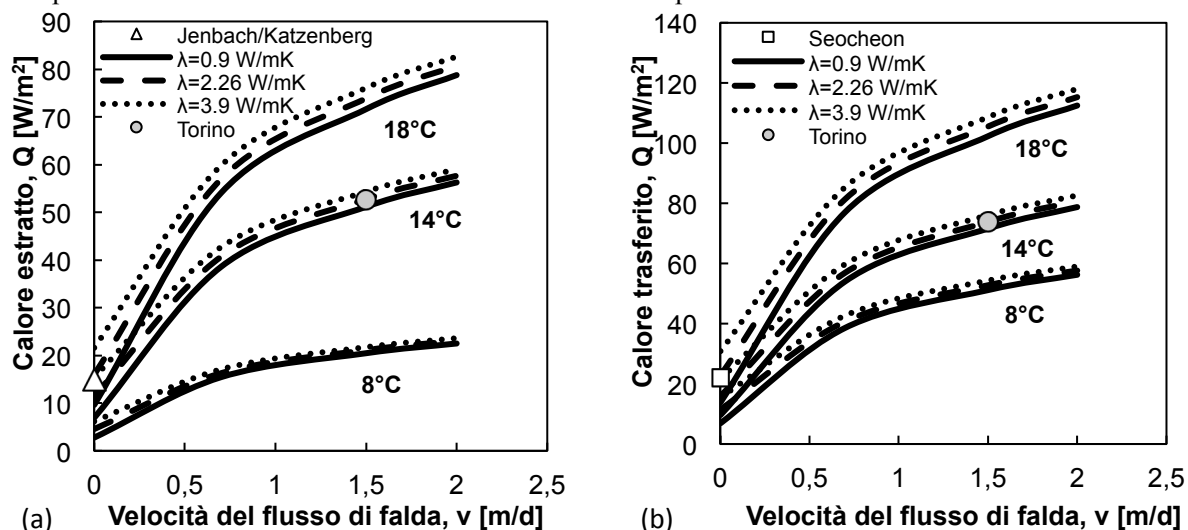 90
80
70
60
50
40
30
20
10
0
Calore estratto, Q [W/m²]
Jenbach/Katzenberg
λ=0.9 W/mK
λ=2.26 W/mK
λ=3.9 W/mK
Torino
18°C
14°C
8°C
0 0,5 1 1,5 2 2,5
(a) Velocità del flusso di falda, v [m/d]
140
120
100
80
60
40
20
0
Calore trasferito, Q [W/m²]
Seocheon
λ=0.9 W/mK
λ=2.26 W/mK
λ=3.9 W/mK
Torino
18°C
14°C
8°C
0 0,5 1 1,5 2 2,5
(b) Velocità del flusso di falda, v [m/d]